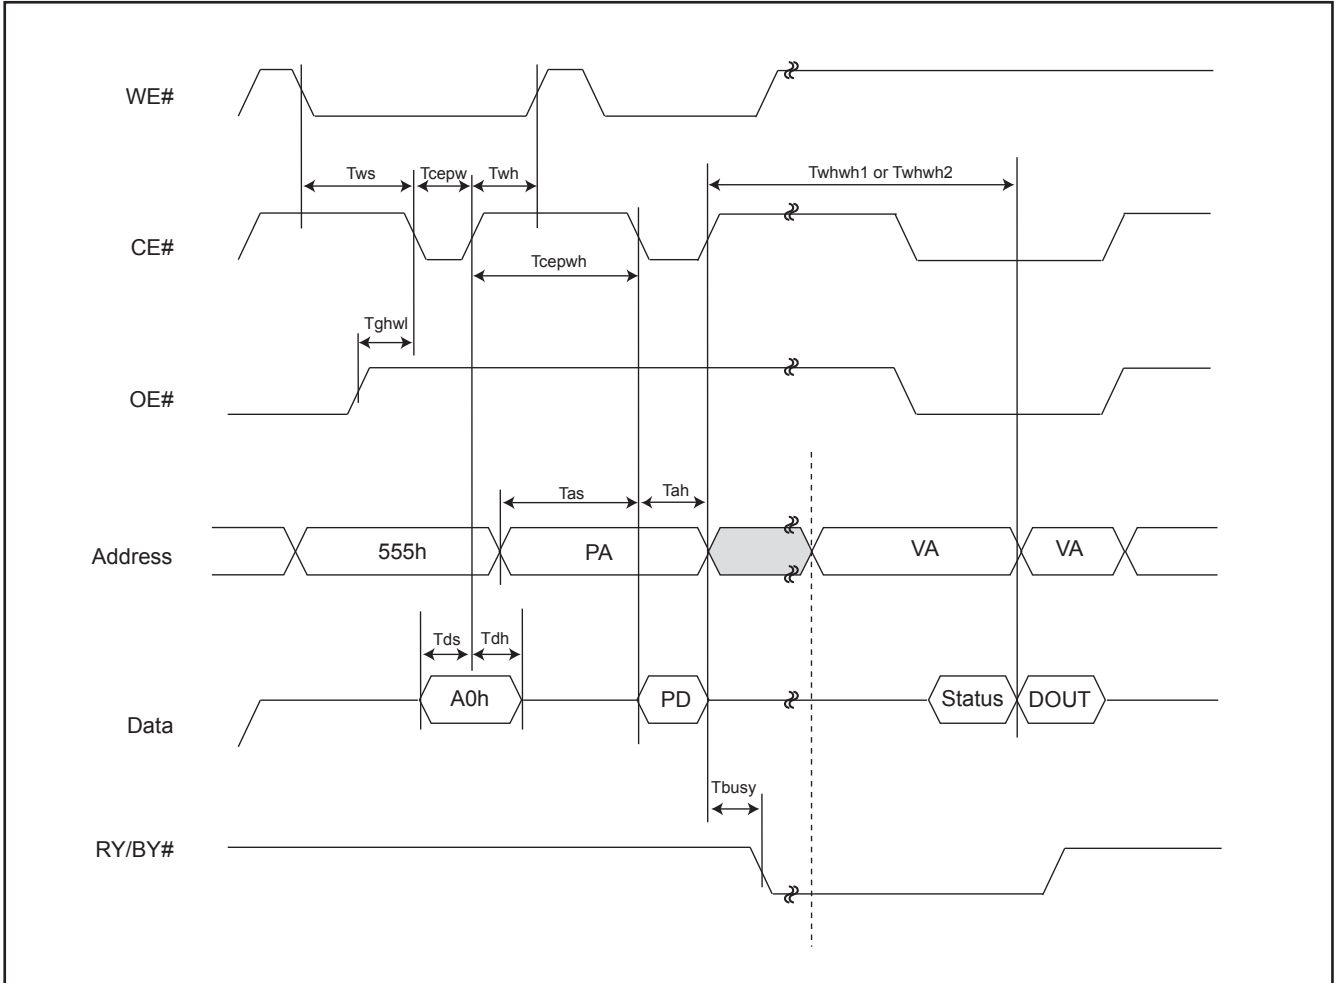 WE#
Tws Tcepw Twh Twhwh1 or Twhwh2
CE#
Tcepwh
Tghwl
OE#
Tas Tah
Address 555h PA VA VA
Tds Tdh
Data A0h PD Status DOUT
Tbusy
RY/BY#